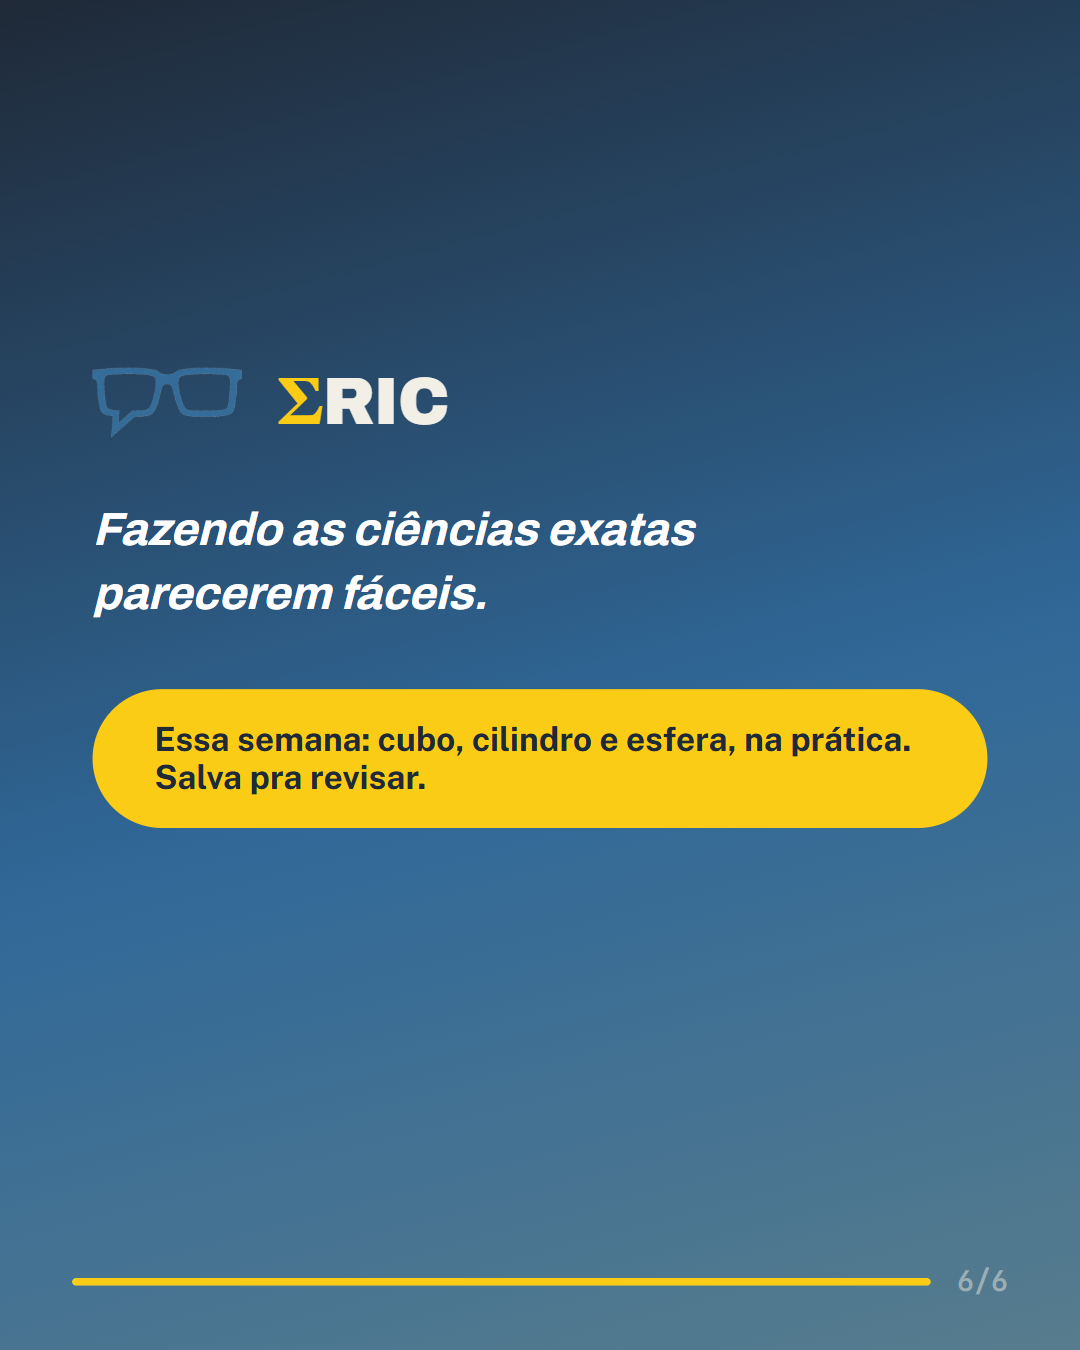 ΣRIC
Fazendo as ciências exatas
parecerem fáceis.
Essa semana: cubo, cilindro e esfera, na prática.
Salva pra revisar.
6/6